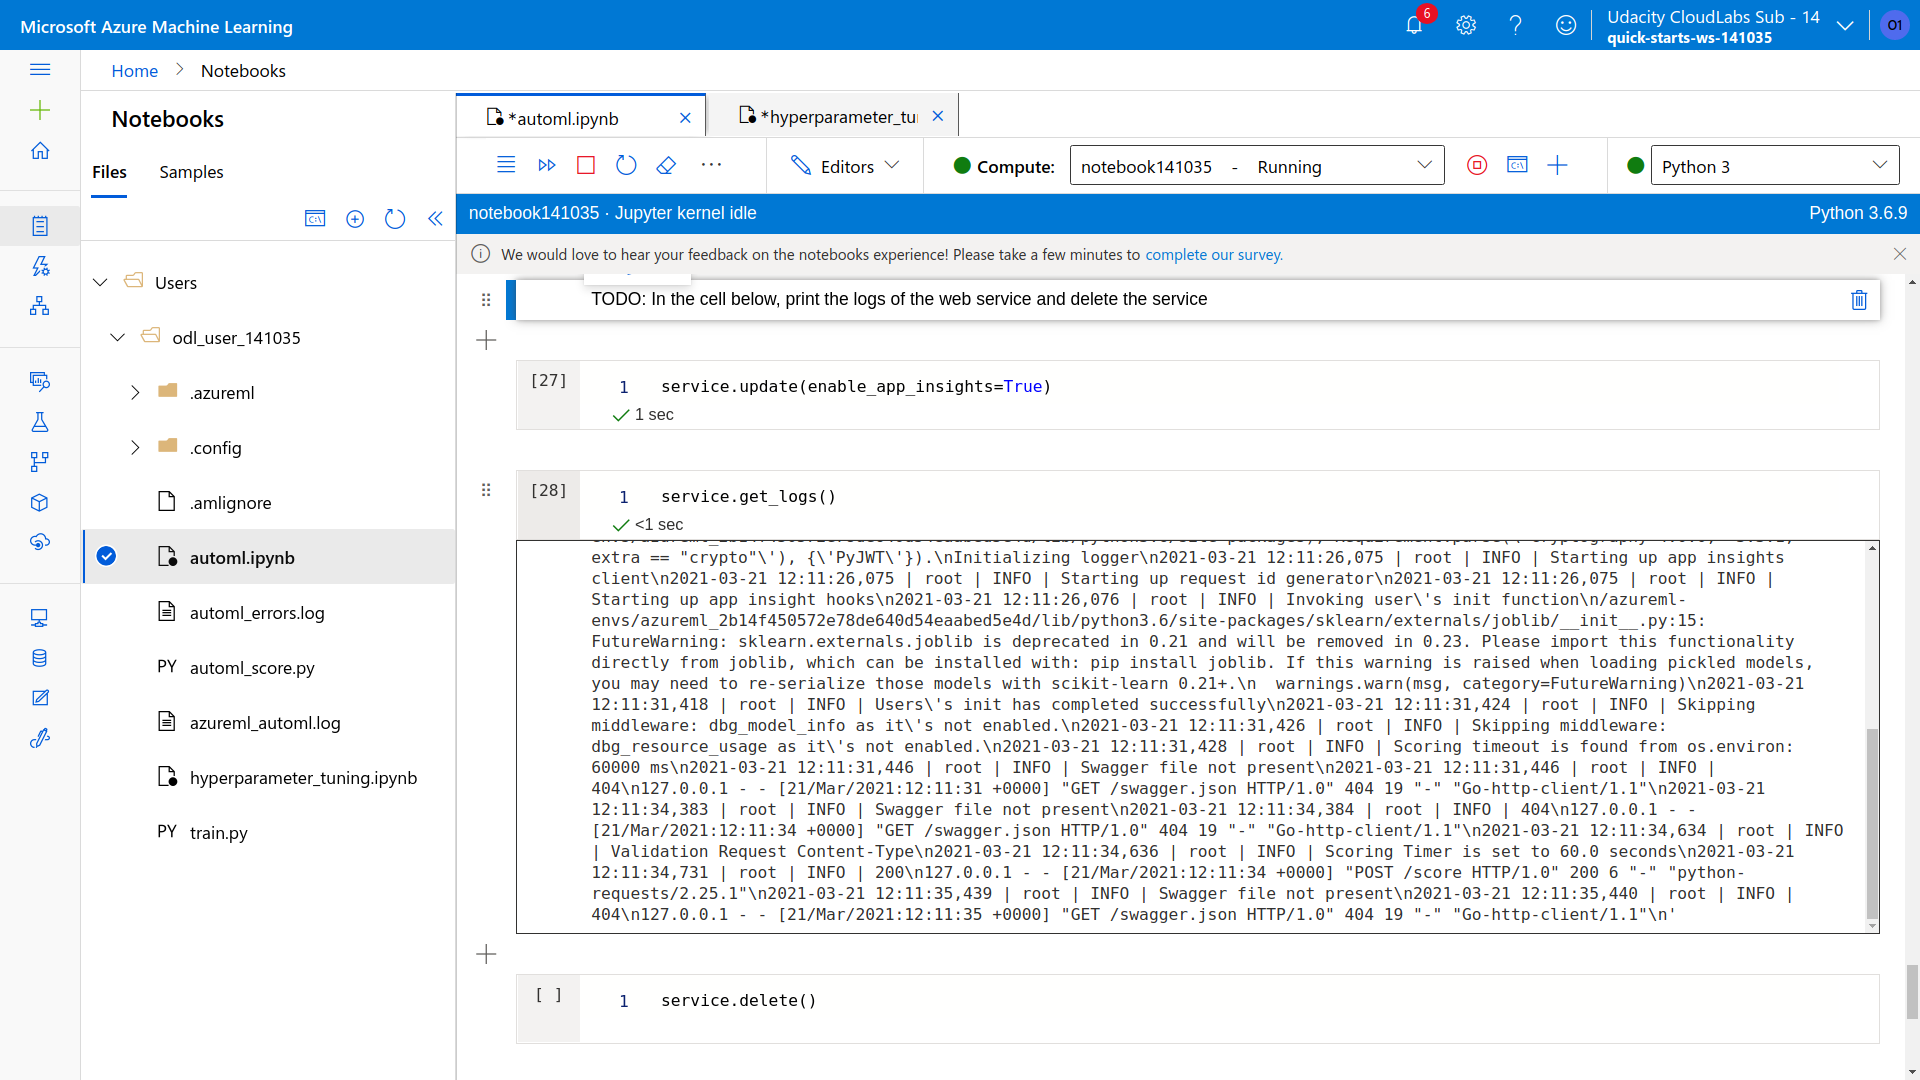 Microsoft Azure Machine Learning
6
Udacity CloudLabs Sub - 14
quick-starts-ws-141035
O1
Home > Notebooks
Notebooks
Files
Samples
Users
odl_user_141035
.azureml
.config
.amlignore
automl.ipynb
automl_errors.log
PY automl_score.py
azureml_automl.log
hyperparameter_tuning.ipynb
PY train.py
*automl.ipynb
*hyperparameter_tu
Editors
Compute:
notebook141035 - Running
Python 3
notebook141035 · Jupyter kernel idle
Python 3.6.9
We would love to hear your feedback on the notebooks experience! Please take a few minutes to complete our survey.
TODO: In the cell below, print the logs of the web service and delete the service
[27]
1 service.update(enable_app_insights=True)
1 sec
[28]
1 service.get_logs()
<1 sec
extra == "crypto"\'), {\'PyJWT\'}).\nInitializing logger\n2021-03-21 12:11:26,075 | root | INFO | Starting up app insights
client\n2021-03-21 12:11:26,075 | root | INFO | Starting up request id generator\n2021-03-21 12:11:26,075 | root | INFO |
Starting up app insight hooks\n2021-03-21 12:11:26,076 | root | INFO | Invoking user\'s init function\n/azureml-
envs/azureml_2b14f450572e78de640d54eaabed5e4d/lib/python3.6/site-packages/sklearn/externals/joblib/__init__.py:15:
FutureWarning: sklearn.externals.joblib is deprecated in 0.21 and will be removed in 0.23. Please import this functionality
directly from joblib, which can be installed with: pip install joblib. If this warning is raised when loading pickled models,
you may need to re-serialize those models with scikit-learn 0.21+.\n  warnings.warn(msg, category=FutureWarning)\n2021-03-21
12:11:31,418 | root | INFO | Users\'s init has completed successfully\n2021-03-21 12:11:31,424 | root | INFO | Skipping
middleware: dbg_model_info as it\'s not enabled.\n2021-03-21 12:11:31,426 | root | INFO | Skipping middleware:
dbg_resource_usage as it\'s not enabled.\n2021-03-21 12:11:31,428 | root | INFO | Scoring timeout is found from os.environ:
60000 ms\n2021-03-21 12:11:31,446 | root | INFO | Swagger file not present\n2021-03-21 12:11:31,446 | root | INFO |
404\n127.0.0.1 - - [21/Mar/2021:12:11:31 +0000] "GET /swagger.json HTTP/1.0" 404 19 "-" "Go-http-client/1.1"\n2021-03-21
12:11:34,383 | root | INFO | Swagger file not present\n2021-03-21 12:11:34,384 | root | INFO | 404\n127.0.0.1 - -
[21/Mar/2021:12:11:34 +0000] "GET /swagger.json HTTP/1.0" 404 19 "-" "Go-http-client/1.1"\n2021-03-21 12:11:34,634 | root | INFO
| Validation Request Content-Type\n2021-03-21 12:11:34,636 | root | INFO | Scoring Timer is set to 60.0 seconds\n2021-03-21
12:11:34,731 | root | INFO | 200\n127.0.0.1 - - [21/Mar/2021:12:11:34 +0000] "POST /score HTTP/1.0" 200 6 "-" "python-
requests/2.25.1"\n2021-03-21 12:11:35,439 | root | INFO | Swagger file not present\n2021-03-21 12:11:35,440 | root | INFO |
404\n127.0.0.1 - - [21/Mar/2021:12:11:35 +0000] "GET /swagger.json HTTP/1.0" 404 19 "-" "Go-http-client/1.1"\n'
[ ]
1 service.delete()